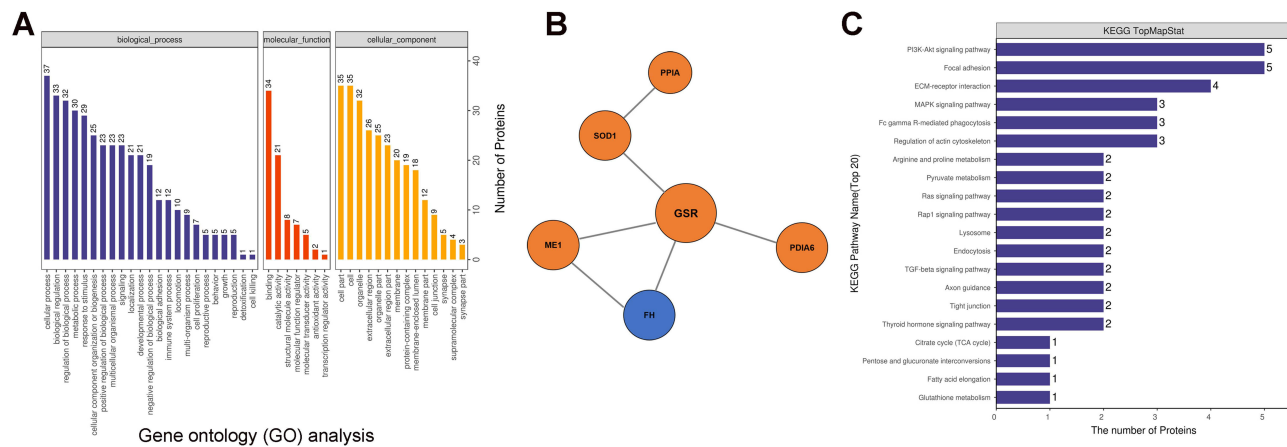 A
biological_process
molecular_function
cellular_component
37
33
32
30
29
25
23
23
23
21
21
19
12
12
10
9
7
5
5
5
5
1
1
34
21
8
7
5
2
1
35
35
32
26
25
23
20
19
18
12
9
5
4
3
0
10
20
30
40
Number of Proteins
cellular process
biological regulation
regulation of biological process
metabolic process
response to stimulus
cellular component organization or biogenesis
positive regulation of biological process
multicellular organismal process
signaling
localization
developmental process
negative regulation of biological process
biological adhesion
immune system process
locomotion
multi-organism process
cell proliferation
reproductive process
behavior
growth
reproduction
detoxification
cell killing
binding
catalytic activity
structural molecule activity
molecular function regulator
molecular transducer activity
antioxidant activity
transcription regulator activity
cell part
cell
organelle
extracellular region
organelle part
extracellular region part
membrane
protein-containing complex
membrane-enclosed lumen
membrane part
cell junction
synapse
supramolecular complex
synapse part
Gene ontology (GO) analysis
B
PPIA
SOD1
GSR
ME1
PDIA6
FH
C
KEGG TopMapStat
KEGG Pathway Name(Top 20)
PI3K-Akt signaling pathway 5
Focal adhesion 5
ECM-receptor interaction 4
MAPK signaling pathway 3
Fc gamma R-mediated phagocytosis 3
Regulation of actin cytoskeleton 3
Arginine and proline metabolism 2
Pyruvate metabolism 2
Ras signaling pathway 2
Rap1 signaling pathway 2
Lysosome 2
Endocytosis 2
TGF-beta signaling pathway 2
Axon guidance 2
Tight junction 2
Thyroid hormone signaling pathway 2
Citrate cycle (TCA cycle) 1
Pentose and glucuronate interconversions 1
Fatty acid elongation 1
Glutathione metabolism 1
0 1 2 3 4 5
The number of Proteins